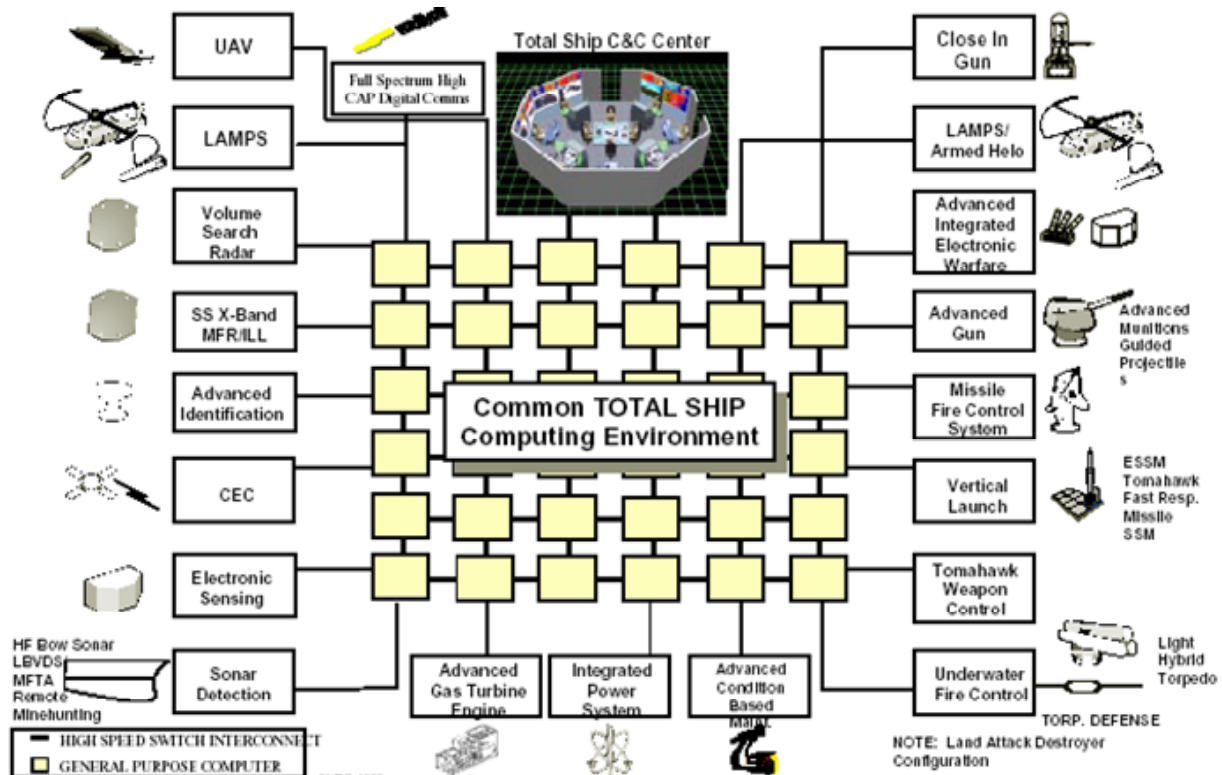 Total Ship C&C Center
UAV
Full Spectrum High
CAP Digital Comms
LAMPS
Volume
Search
Radar
SS X-Band
MFR/ILL
Advanced
Identification
CEC
Electronic
Sensing
HF Bow Sonar
LBVDS/
MFTA
Remote
Minehunting
Sonar
Detection
Common TOTAL SHIP
Computing Environment
Advanced
Gas Turbine
Engine
Integrated
Power
System
Advanced
Condition
Based
Maint.
Close In
Gun
LAMPS/
Armed Helo
Advanced
Integrated
Electronic
Warfare
Advanced
Gun
Advanced
Munitions
Guided
Projectile
s
Missile
Fire Control
System
Vertical
Launch
ESSM
Tomahawk
Fast Resp.
Missile
SSM
Tomahawk
Weapon
Control
Underwater
Fire Control
Light
Hybrid
Torpedo
TORP. DEFENSE
NOTE: Land Attack Destroyer
Configuration
HIGH SPEED SWITCH INTERCONNECT
GENERAL PURPOSE COMPUTER